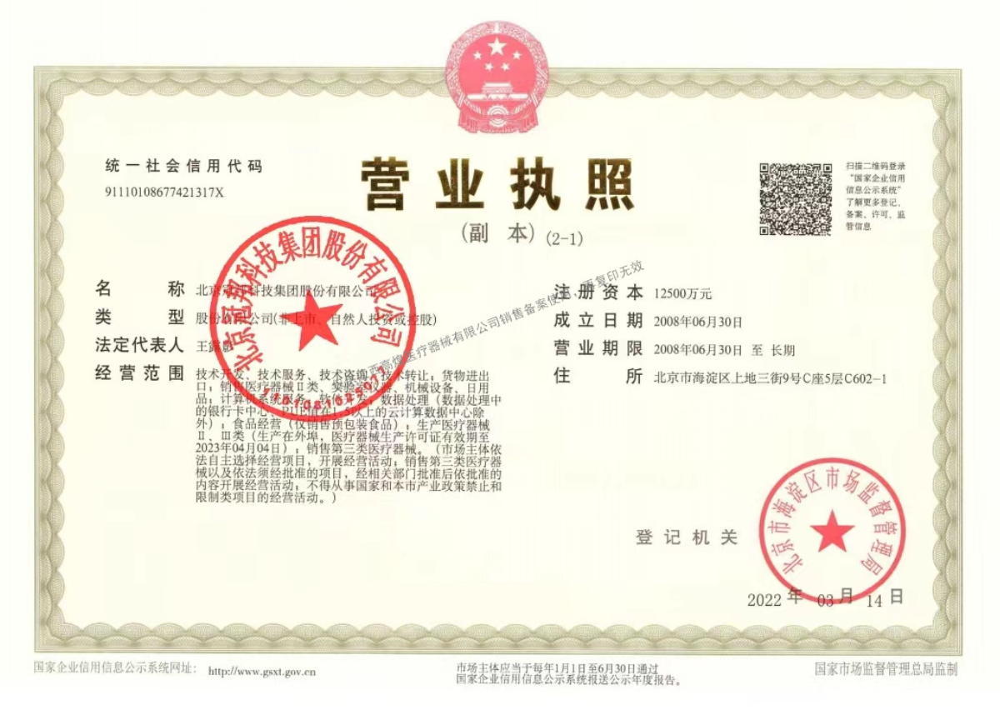 统一社会信用代码
91110108677421317X
营业执照
(副 本) (2-1)
扫描二维码登录
“国家企业信用
信息公示系统”
了解更多登记、
备案、许可、监
管信息
名 称 北京冠邦科技集团股份有限公司
类 型 股份有限公司(非上市、自然人投资或控股)
法定代表人 王
经营范围 技术开发、技术服务、技术咨询、技术转让；货物进出
口；销售医疗器械Ⅱ类、实验室仪器、机械设备、日用
品；计算机系统服务；软件开发；数据处理（数据处理中
的银行卡中心、PUE值在1.5以上的云计算数据中心除
外）；食品经营（仅销售预包装食品）；生产医疗器械
Ⅱ、Ⅲ类（生产在外埠，医疗器械生产许可证有效期至
2023年04月04日）；销售第三类医疗器械。（市场主体依
法自主选择经营项目，开展经营活动；销售第三类医疗器
械以及依法须经批准的项目，经相关部门批准后依批准的
内容开展经营活动；不得从事国家和本市产业政策禁止和
限制类项目的经营活动。）
注册资本 12500万元
成立日期 2008年06月30日
营业期限 2008年06月30日 至 长期
住 所 北京市海淀区上地三街9号C座5层C602-1
北京冠邦科技集团股份有限公司
西高煌医疗器械有限公司销售备案使用，再复印无效
登记机关
北京市海淀区市场监督管理局
2022 年 03 月 14 日
国家企业信用信息公示系统网址： http://www.gsxt.gov.cn
市场主体应当于每年1月1日至6月30日通过
国家企业信用信息公示系统报送公示年度报告。
国家市场监督管理总局监制